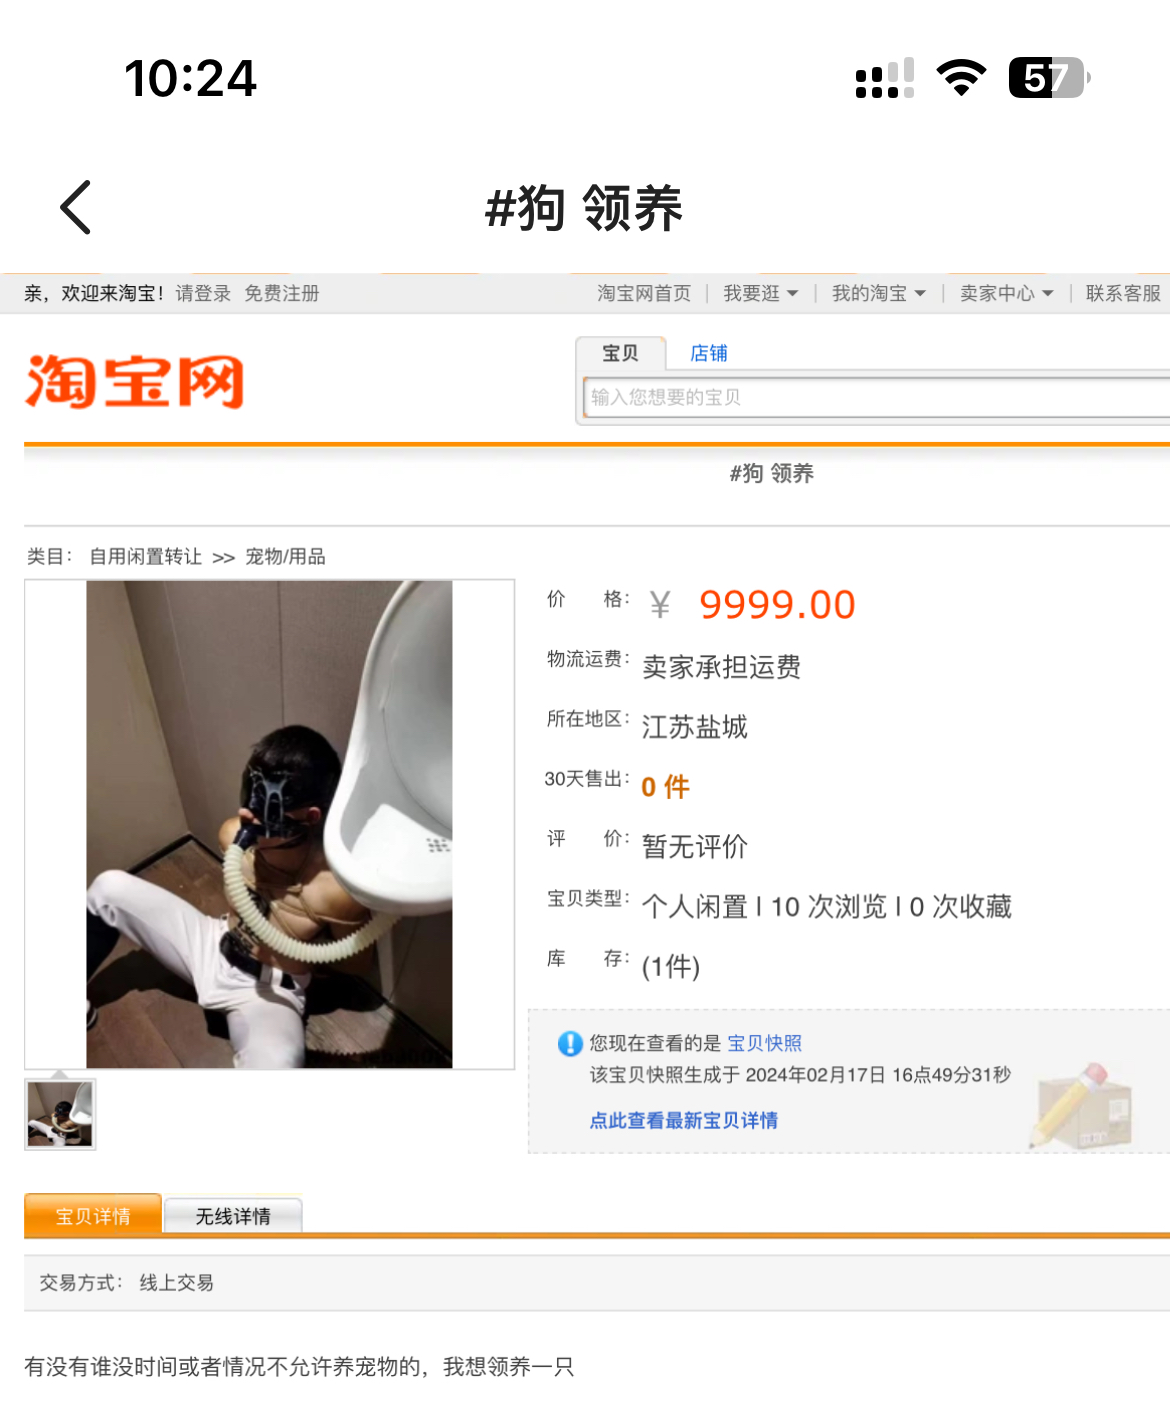 10:24
57
#狗 领养
亲，欢迎来淘宝！请登录 免费注册 淘宝网首页 我要逛 我的淘宝 卖家中心 联系客服
淘宝网
宝贝 店铺
输入您想要的宝贝
#狗 领养
类目： 自用闲置转让 >> 宠物/用品
价 格： ¥ 9999.00
物流运费： 卖家承担运费
所在地区： 江苏盐城
30天售出： 0 件
评 价： 暂无评价
宝贝类型： 个人闲置 I 10 次浏览 I 0 次收藏
库 存： (1件)
您现在查看的是 宝贝快照
该宝贝快照生成于 2024年02月17日 16点49分31秒
点此查看最新宝贝详情
宝贝详情 无线详情
交易方式： 线上交易
有没有谁没时间或者情况不允许养宠物的，我想领养一只